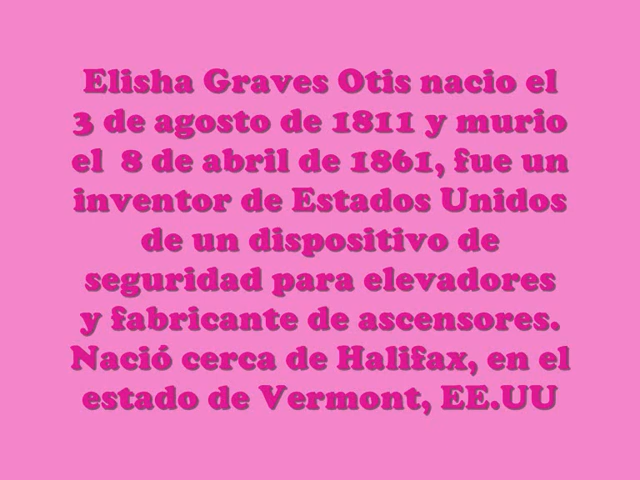 Elisha Graves Otis nacio el
3 de agosto de 1811 y murio
el 8 de abril de 1861, fue un
inventor de Estados Unidos
de un dispositivo de
seguridad para elevadores
y fabricante de ascensores.
Nació cerca de Halifax, en el
estado de Vermont, EE.UU